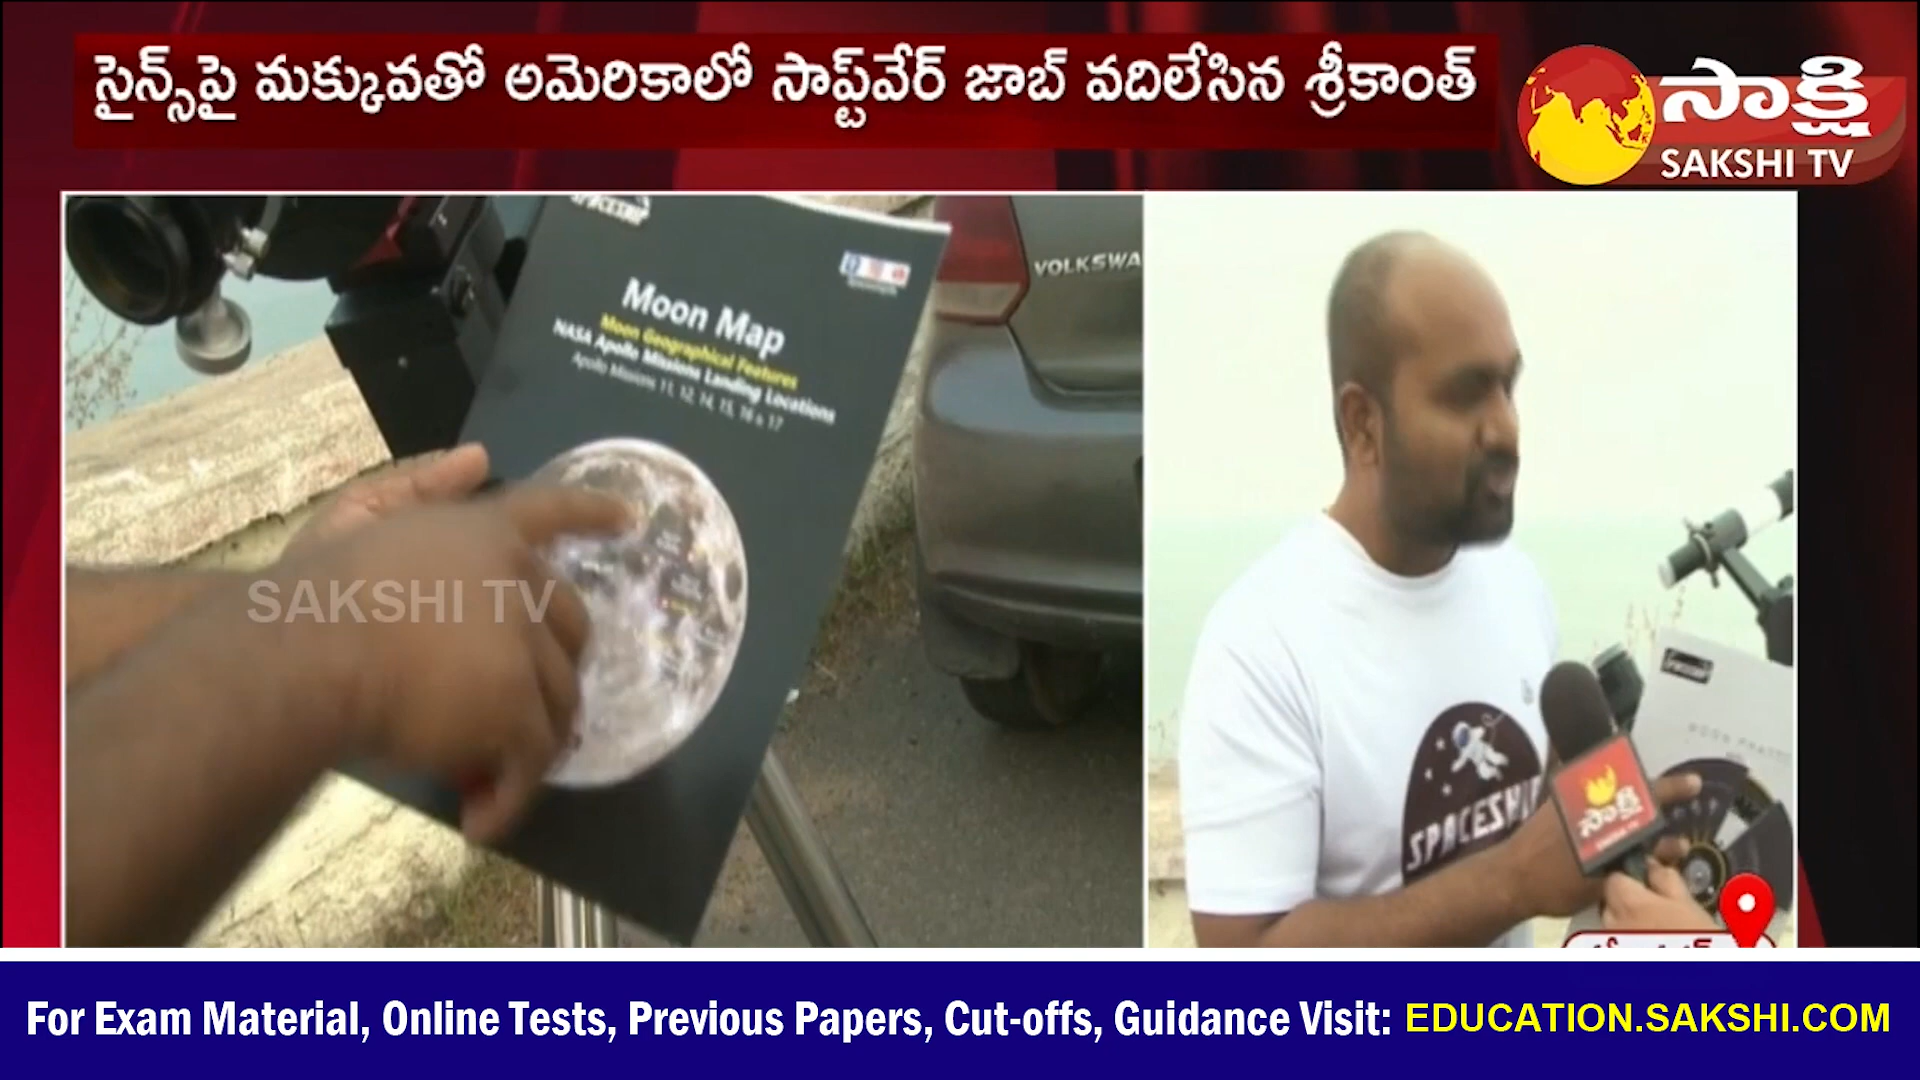 సైన్స్‌పై మక్కువతో అమెరికాలో సాఫ్ట్‌వేర్ జాబ్ వదిలేసిన శ్రీకాంత్
సాక్షి
SAKSHI TV
SPACESHIP
Moon Map
Moon Geographical Features
NASA Apollo Missions Landing Locations
Apollo Missions 11, 12, 14, 15, 16 & 17
VOLKSWA
SAKSHI TV
SPACESHIP
సాక్షి
For Exam Material, Online Tests, Previous Papers, Cut-offs, Guidance Visit: EDUCATION.SAKSHI.COM